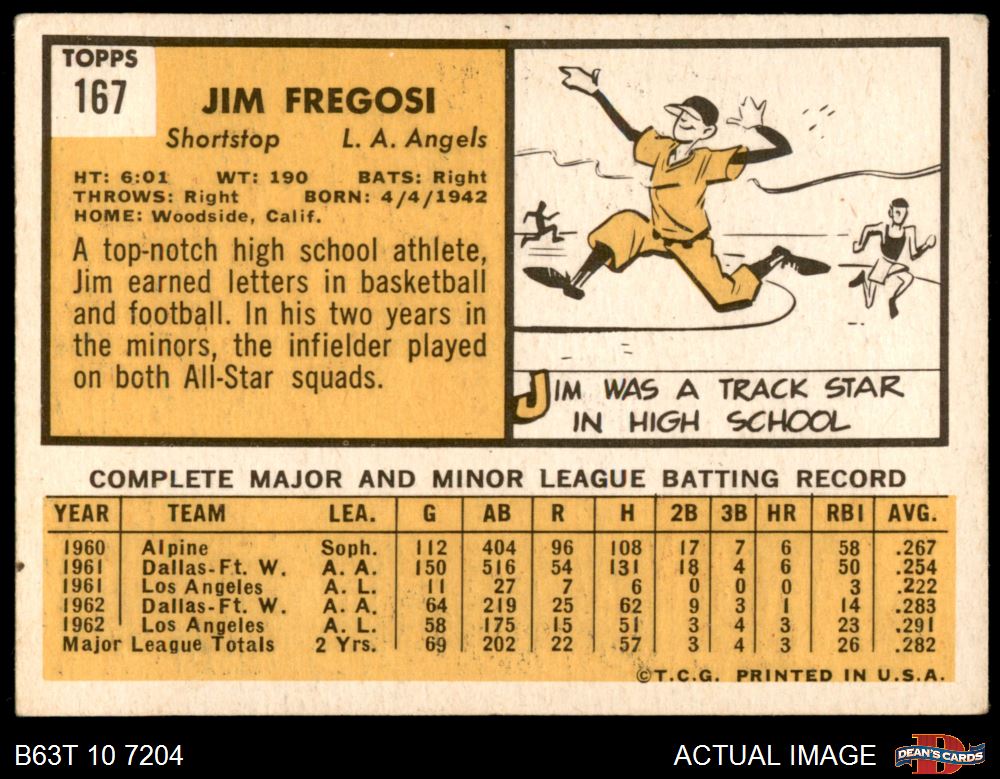 TOPPS
167
JIM FREGOSI
Shortstop L. A. Angels
HT: 6:01 WT: 190 BATS: Right
THROWS: Right BORN: 4/4/1942
HOME: Woodside, Calif.
A top-notch high school athlete,
Jim earned letters in basketball
and football. In his two years in
the minors, the infielder played
on both All-Star squads.
JIM WAS A TRACK STAR
IN HIGH SCHOOL
COMPLETE MAJOR AND MINOR LEAGUE BATTING RECORD
YEAR TEAM LEA. G AB R H 2B 3B HR RBI AVG.
1960 Alpine Soph. 112 404 96 108 17 7 6 58 .267
1961 Dallas-Ft. W. A. A. 150 516 54 131 18 4 6 50 .254
1961 Los Angeles A. L. 11 27 7 6 0 0 0 3 .222
1962 Dallas-Ft. W. A. A. 64 219 25 62 9 3 1 14 .283
1962 Los Angeles A. L. 58 175 15 51 3 4 3 23 .291
Major League Totals 2 Yrs. 69 202 22 57 3 4 3 26 .282
©T.C.G. PRINTED IN U.S.A.
B63T 10 7204 ACTUAL IMAGE
D
DEAN'S CARDS